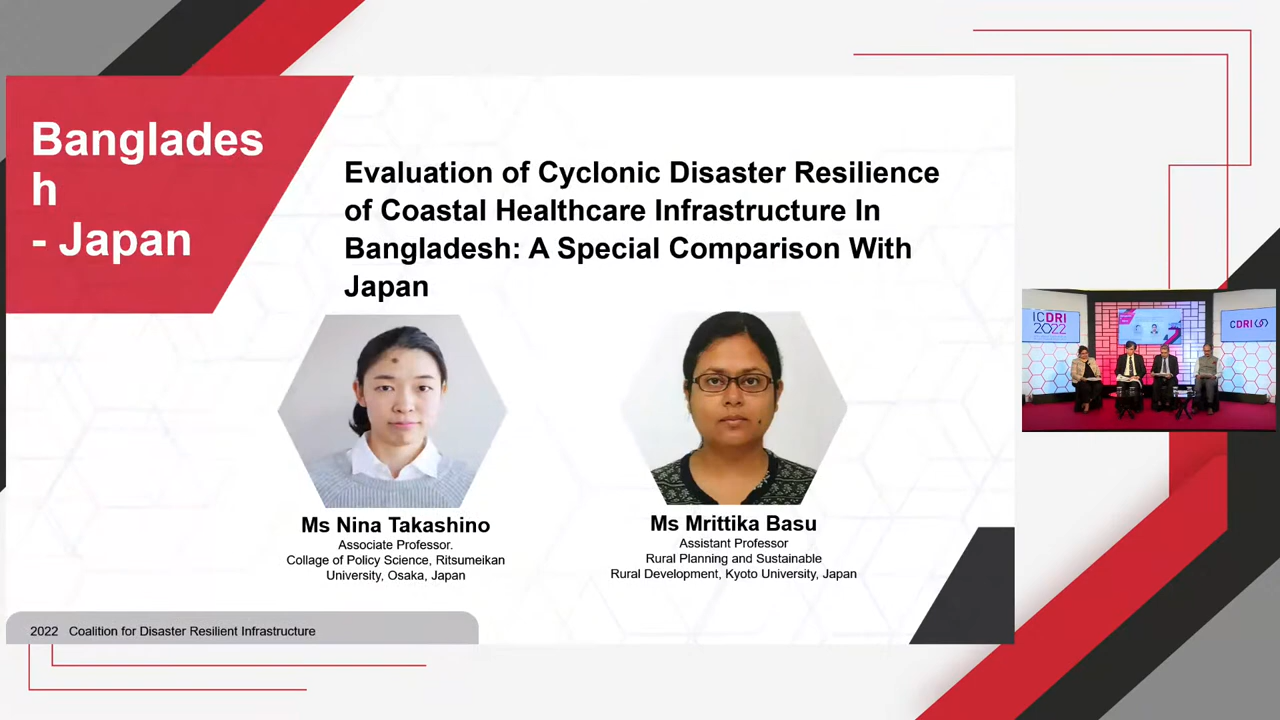 Banglades
h
- Japan
Evaluation of Cyclonic Disaster Resilience
of Coastal Healthcare Infrastructure In
Bangladesh: A Special Comparison With
Japan
Ms Nina Takashino
Associate Professor.
Collage of Policy Science, Ritsumeikan
University, Osaka, Japan
Ms Mrittika Basu
Assistant Professor
Rural Planning and Sustainable
Rural Development, Kyoto University, Japan
2022 Coalition for Disaster Resilient Infrastructure
ICDRI
2022
CDRI